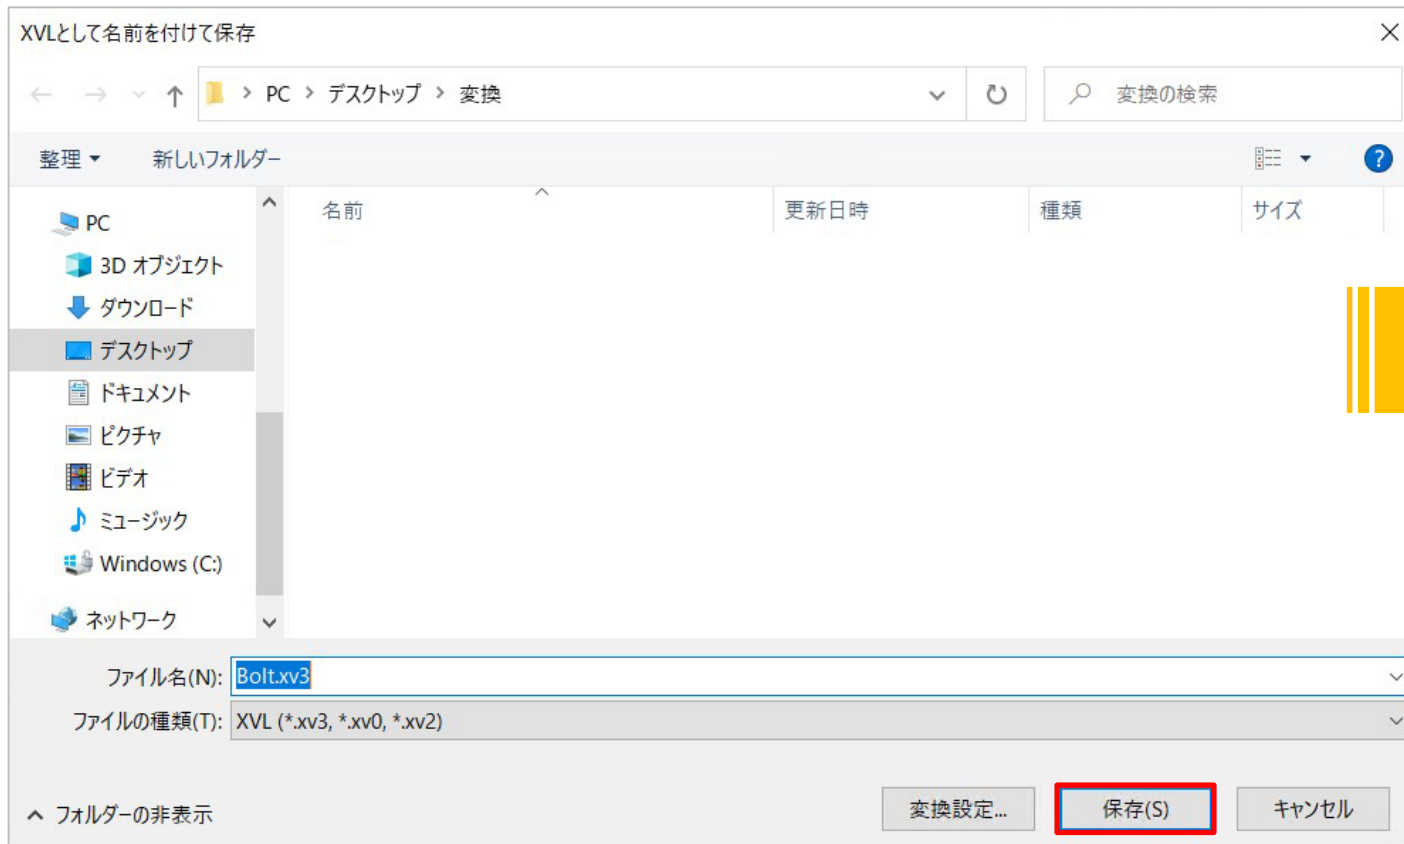 XVLとして名前を付けて保存
PC > デスクトップ > 変換
変換の検索
整理
新しいフォルダー
名前
更新日時
種類
サイズ
PC
3D オブジェクト
ダウンロード
デスクトップ
ドキュメント
ピクチャ
ビデオ
ミュージック
Windows (C:)
ネットワーク
ファイル名(N): Bolt.xv3
ファイルの種類(T): XVL (*.xv3, *.xv0, *.xv2)
フォルダーの非表示
変換設定...
保存(S)
キャンセル